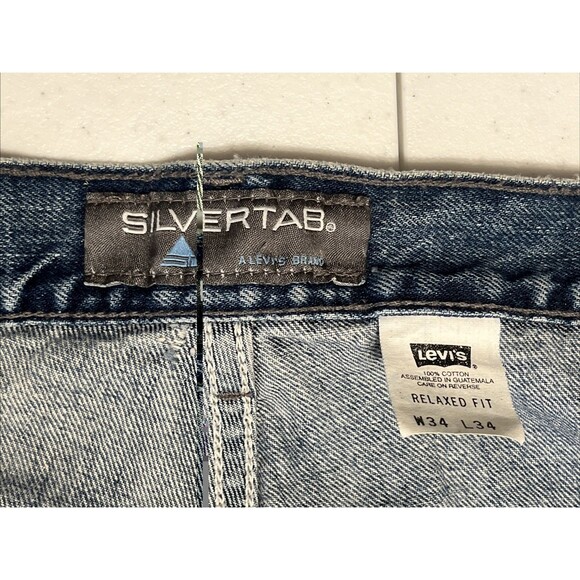 SILVERTAB®
A LEVI'S® BRAND
LEVI'S®
100% COTTON
ASSEMBLED IN GUATEMALA
CARE ON REVERSE
RELAXED FIT
W34 L34